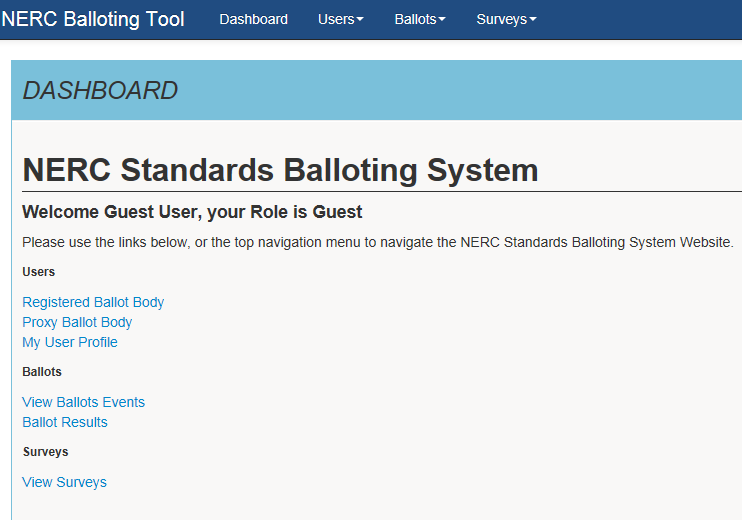 NERC Balloting Tool Dashboard Users Ballots Surveys
DASHBOARD
NERC Standards Balloting System
Welcome Guest User, your Role is Guest
Please use the links below, or the top navigation menu to navigate the NERC Standards Balloting System Website.
Users
Registered Ballot Body
Proxy Ballot Body
My User Profile
Ballots
View Ballots Events
Ballot Results
Surveys
View Surveys